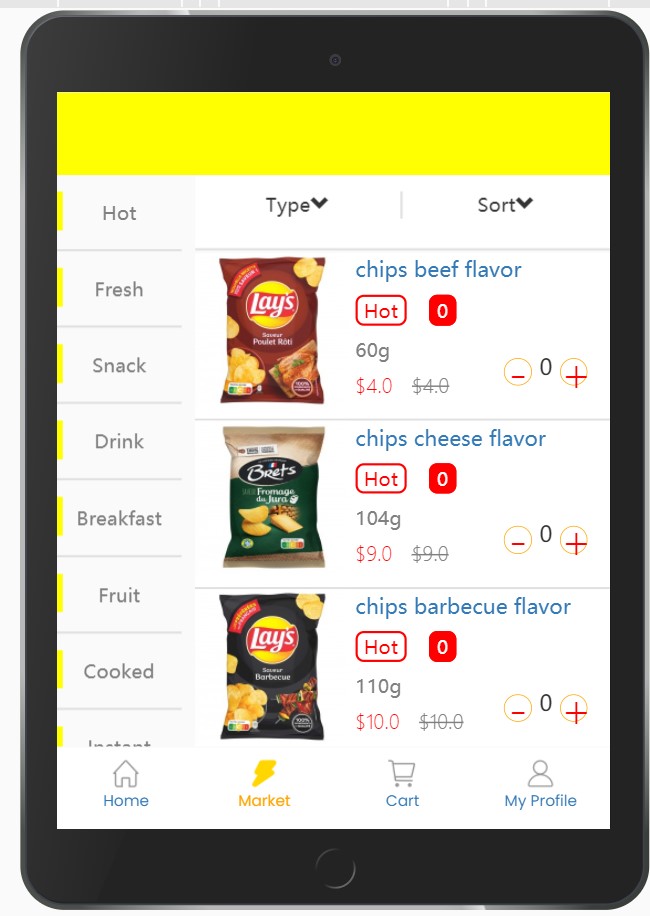 Hot
Fresh
Snack
Drink
Breakfast
Fruit
Cooked
Instant
Type
Sort
Lay's
Saveur
Poulet Rôti
100%
chips beef flavor
Hot 0
60g
$4.0 $4.0
- 0 +
Brets
Fromage
du Jura
chips cheese flavor
Hot 0
104g
$9.0 $9.0
- 0 +
Lay's
Saveur
Barbecue
100%
chips barbecue flavor
Hot 0
110g
$10.0 $10.0
- 0 +
Home Market Cart My Profile